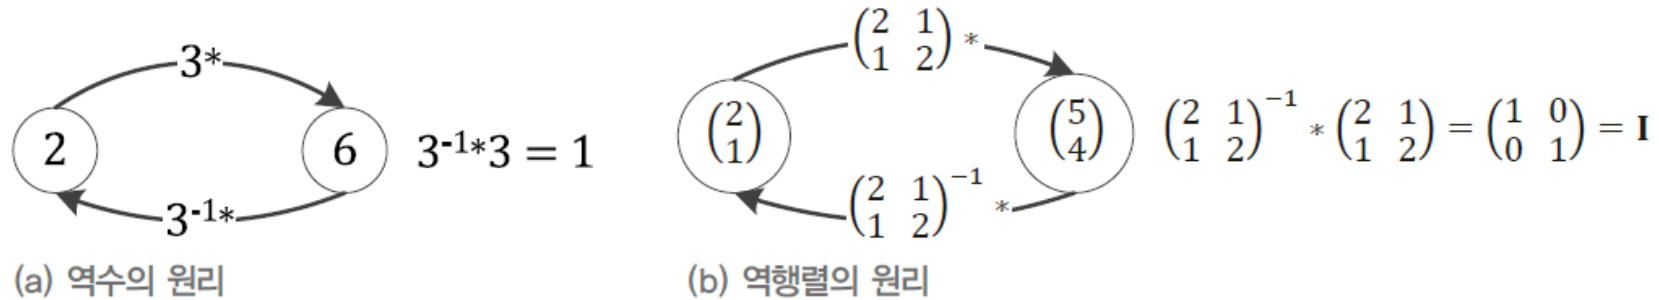 3*
2
6
3⁻¹*3 = 1
3⁻¹*
(a) 역수의 원리
(2 1
1 2) *
(2
1)
(5
4)
(2 1
1 2)⁻¹ * (2 1
1 2) = (1 0
0 1) = I
(2 1
1 2)⁻¹ *
(b) 역행렬의 원리